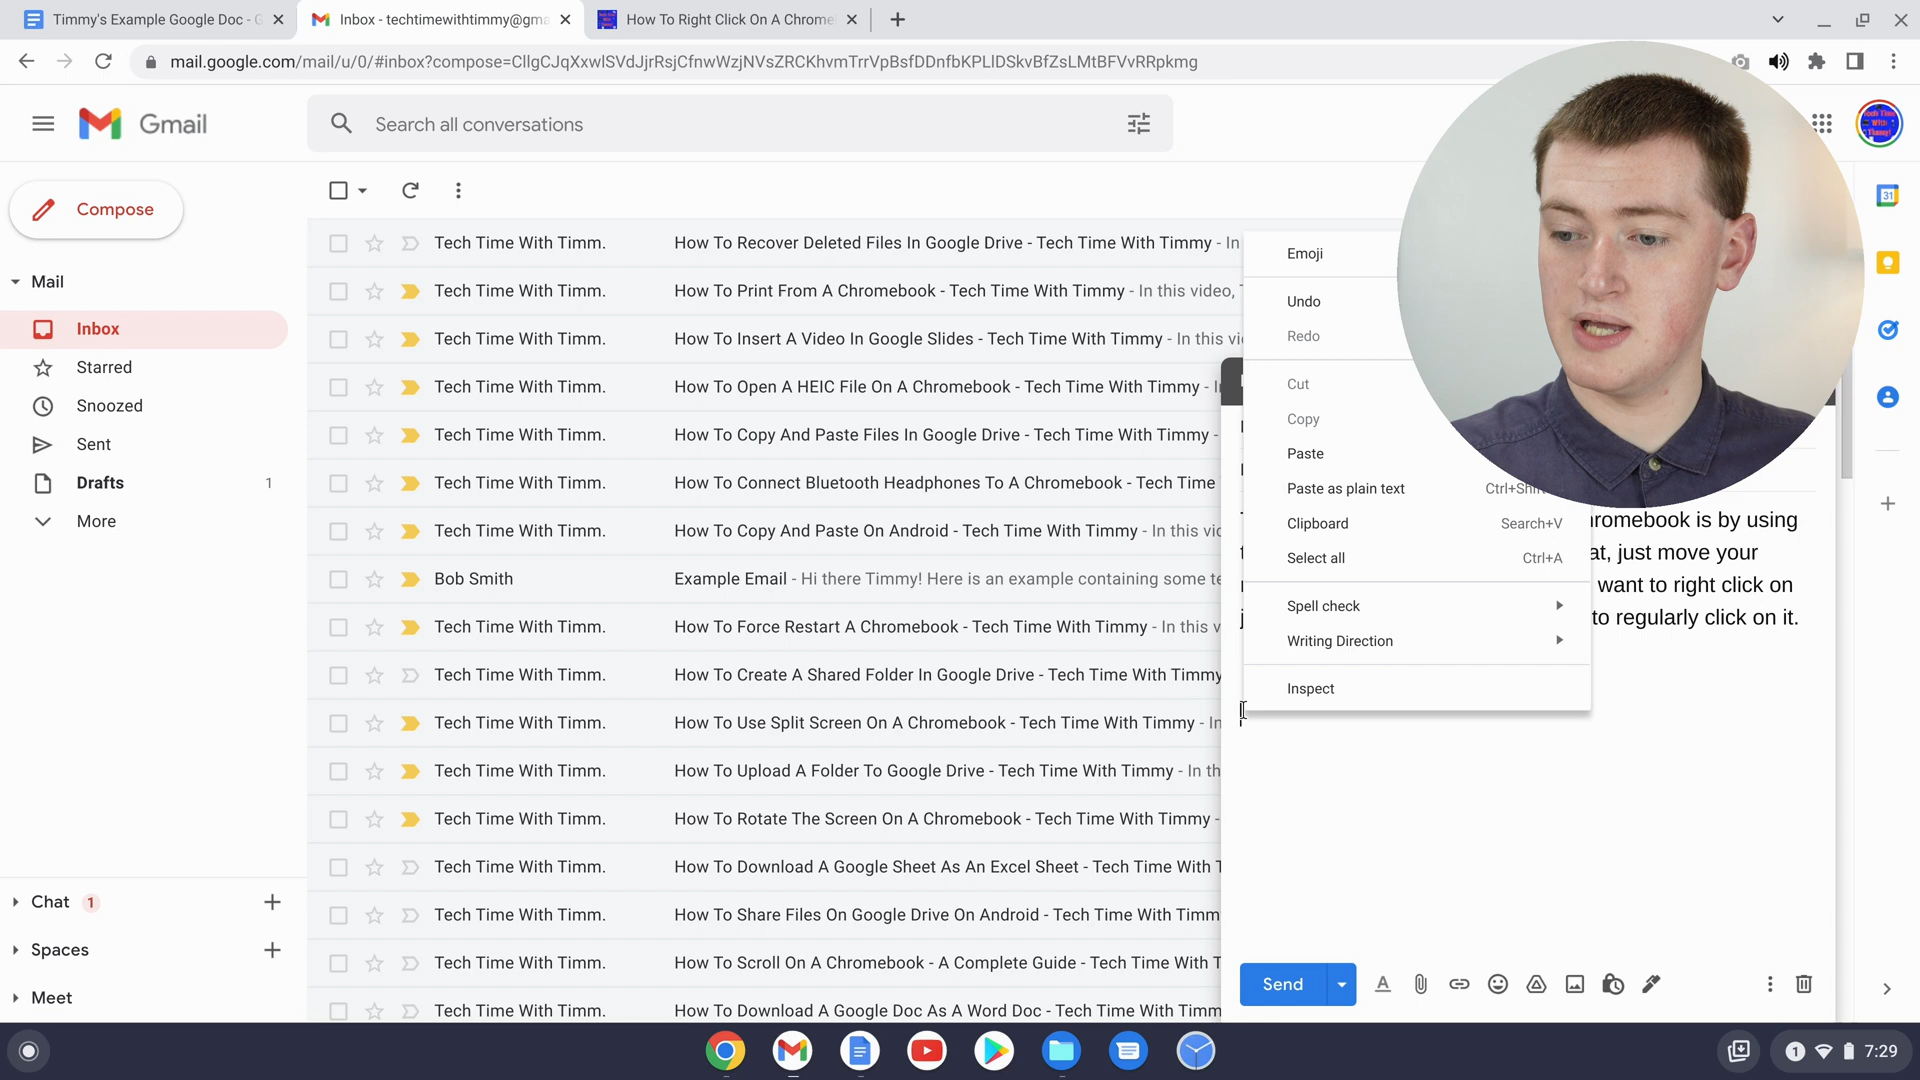 Timmy's Example Google Doc - G
Inbox - techtimewithtimmy@gma
How To Right Click On A Chrome
mail.google.com/mail/u/0/#inbox?compose=CllgCJqXxwlSVdJjrRsjCfnwWzjNVsZRCKhvmTrrVpBsfDDnfbKPLlDSkvBfZsLMtBFVvRRpkmg
Gmail
Search all conversations
Tech Time With Timmy!
Compose
Mail
Inbox
Starred
Snoozed
Sent
Drafts 1
More
Chat 1
Spaces
Meet
Tech Time With Timm. How To Recover Deleted Files In Google Drive - Tech Time With Timmy - In
Tech Time With Timm. How To Print From A Chromebook - Tech Time With Timmy - In this video,
Tech Time With Timm. How To Insert A Video In Google Slides - Tech Time With Timmy - In this
Tech Time With Timm. How To Open A HEIC File On A Chromebook - Tech Time With Timmy -
Tech Time With Timm. How To Copy And Paste Files In Google Drive - Tech Time With Timmy -
Tech Time With Timm. How To Connect Bluetooth Headphones To A Chromebook - Tech Time
Tech Time With Timm. How To Copy And Paste On Android - Tech Time With Timmy - In this
Bob Smith Example Email - Hi there Timmy! Here is an example containing some te
Tech Time With Timm. How To Force Restart A Chromebook - Tech Time With Timmy - In this v
Tech Time With Timm. How To Create A Shared Folder In Google Drive - Tech Time With Timmy
Tech Time With Timm. How To Use Split Screen On A Chromebook - Tech Time With Timmy - In
Tech Time With Timm. How To Upload A Folder To Google Drive - Tech Time With Timmy - In th
Tech Time With Timm. How To Rotate The Screen On A Chromebook - Tech Time With Timmy -
Tech Time With Timm. How To Download A Google Sheet As An Excel Sheet - Tech Time With T
Tech Time With Timm. How To Share Files On Google Drive On Android - Tech Time With Timm
Tech Time With Timm. How To Scroll On A Chromebook - A Complete Guide - Tech Time With T
Tech Time With Timm. How To Download A Google Doc As A Word Doc - Tech Time With Timm
Emoji
Undo
Redo
Cut
Copy
Paste
Paste as plain text Ctrl+Shift
Clipboard Search+V
Select all Ctrl+A
Spell check
Writing Direction
Inspect
romebook is by using
at, just move your
want to right click on
to regularly click on it.
Send
31
1 7:29